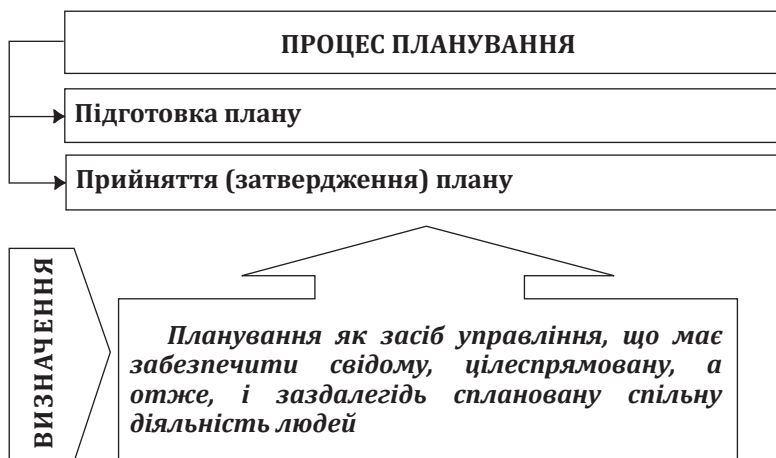 ПРОЦЕС ПЛАНУВАННЯ
Підготовка плану
Прийняття (затвердження) плану
ВИЗНАЧЕННЯ
Планування як засіб управління, що має
забезпечити свідому, цілеспрямовану, а
отже, і заздалегідь сплановану спільну
діяльність людей